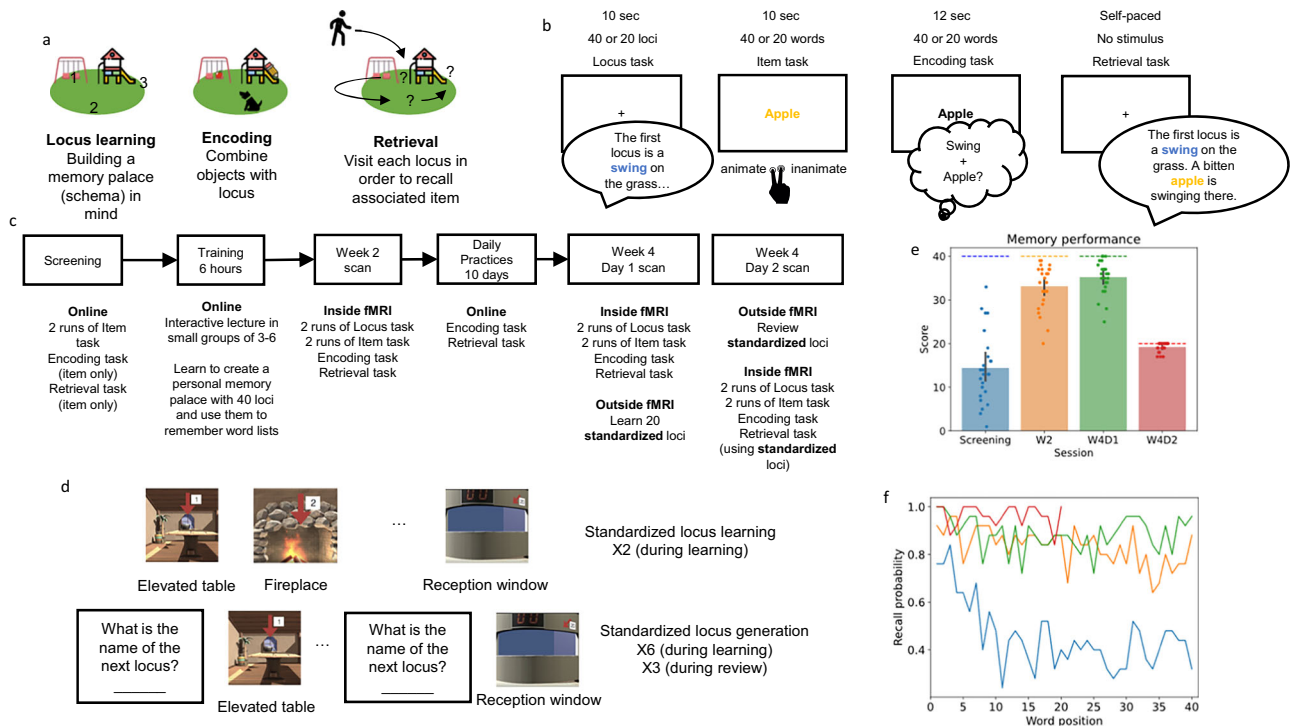 a
1
2
3
?
?
?
Locus learning
Building a
memory palace
(schema) in
mind
Encoding
Combine
objects with
locus
Retrieval
Visit each locus in
order to recall
associated item
b
10 sec
40 or 20 loci
Locus task
+
The first
locus is a
swing on
the grass…
10 sec
40 or 20 words
Item task
Apple
animate inanimate
12 sec
40 or 20 words
Encoding task
Apple
Swing
+
Apple?
Self-paced
No stimulus
Retrieval task
+
The first locus is
a swing on the
grass. A bitten
apple is
swinging there.
c
Screening
Online
2 runs of Item
task
Encoding task
(item only)
Retrieval task
(item only)
Training
6 hours
Online
Interactive lecture in
small groups of 3-6
Learn to create a
personal memory
palace with 40 loci
and use them to
remember word lists
Week 2
scan
Inside fMRI
2 runs of Locus task
2 runs of Item task
Encoding task
Retrieval task
Daily
Practices
10 days
Online
Encoding task
Retrieval task
Week 4
Day 1 scan
Inside fMRI
2 runs of Locus task
2 runs of Item task
Encoding task
Retrieval task
Outside fMRI
Learn 20
standardized loci
Week 4
Day 2 scan
Outside fMRI
Review
standardized loci
Inside fMRI
2 runs of Locus task
2 runs of Item task
Encoding task
Retrieval task
(using standardized
loci)
d
1
Elevated table
2
Fireplace
…
Reception window
Standardized locus learning
X2 (during learning)
What is the
name of the
next locus?
1
Elevated table
…
What is the
name of the
next locus?
Reception window
Standardized locus generation
X6 (during learning)
X3 (during review)
e
Memory performance
Score
40
30
20
10
0
Screening W2 W4D1 W4D2
Session
f
Recall probability
1.0
0.8
0.6
0.4
0 5 10 15 20 25 30 35 40
Word position